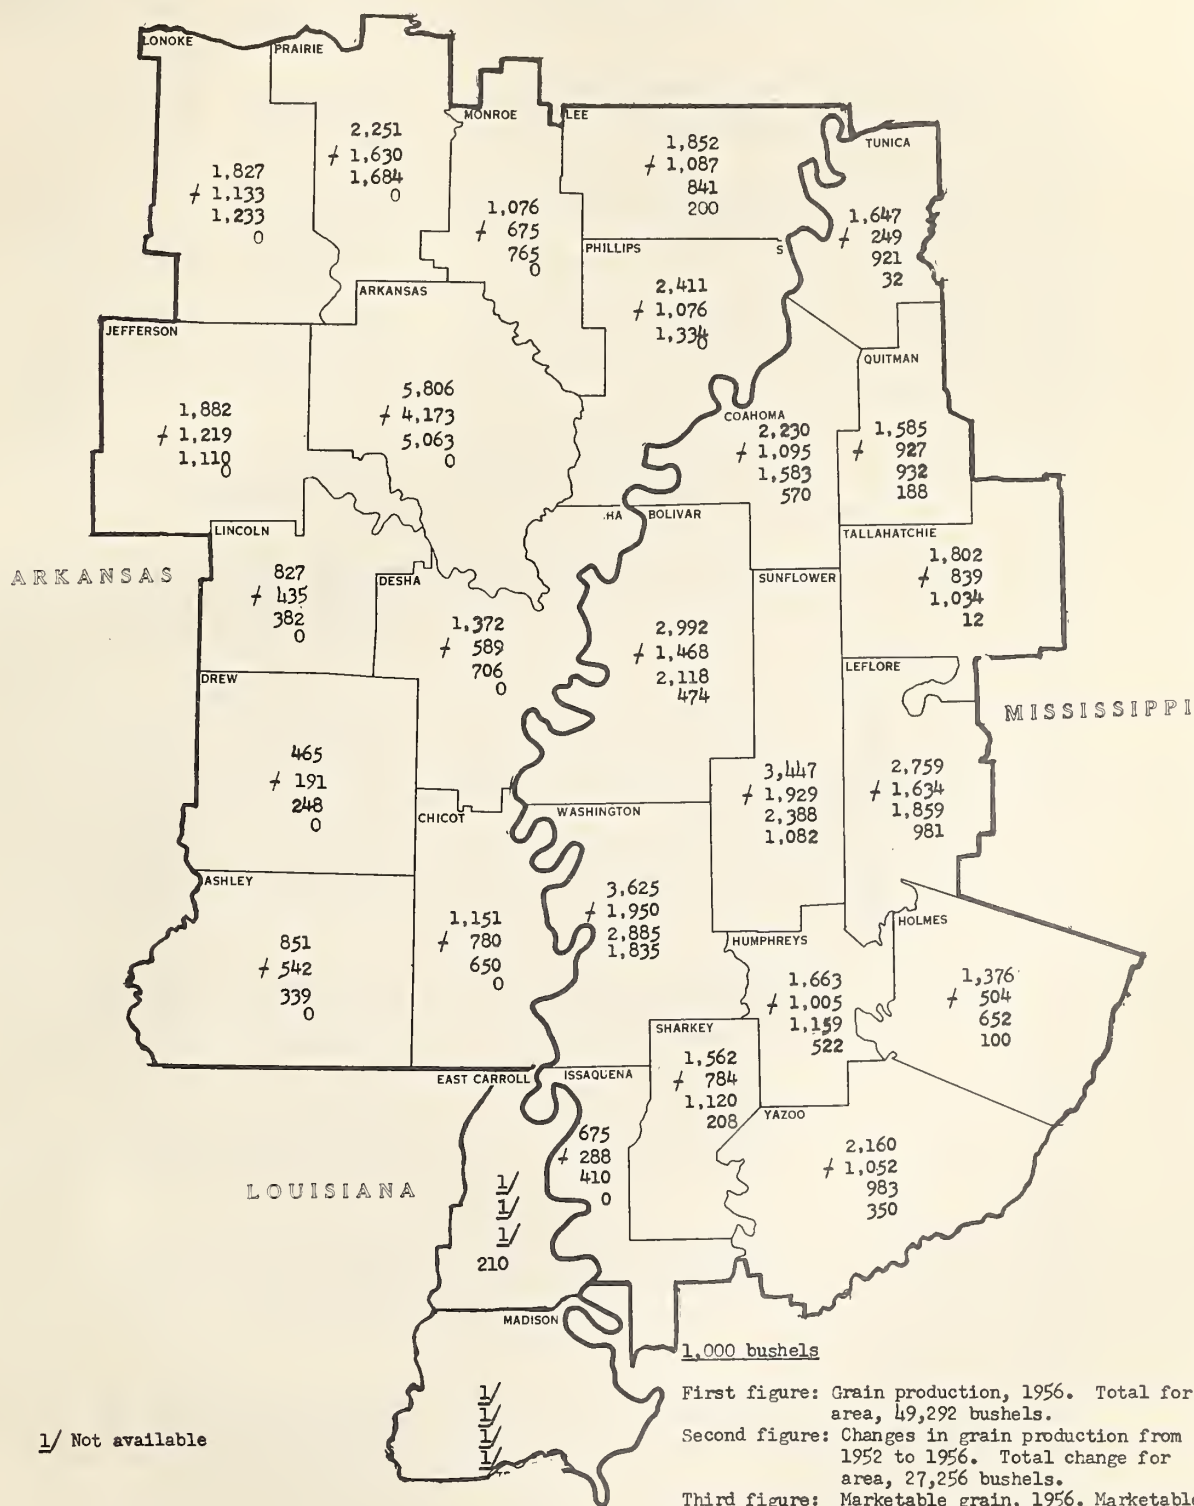 LONOKE
1,827
+ 1,133
1,233
0
PRAIRIE
2,251
+ 1,630
1,684
0
MONROE
1,076
+ 675
765
0
LEE
1,852
+ 1,087
841
200
TUNICA
1,647
+ 249
921
32
PHILLIPS
S
2,411
+ 1,076
1,334
0
ARKANSAS
5,806
+ 4,173
5,063
0
JEFFERSON
1,882
+ 1,219
1,110
0
QUITMAN
1,585
+ 927
932
188
COAHOMA
2,230
+ 1,095
1,583
570
LINCOLN
827
+ 435
382
0
HA
BOLIVAR
2,992
+ 1,468
2,118
474
TALLAHATCHIE
1,802
+ 839
1,034
12
ARKANSAS
DESHA
1,372
+ 589
706
0
SUNFLOWER
3,447
+ 1,929
2,388
1,082
LEFLORE
2,759
+ 1,634
1,859
981
MISSISSIPPI
DREW
465
+ 191
248
0
CHICOT
1,151
+ 780
650
0
WASHINGTON
3,625
+ 1,950
2,885
1,835
ASHLEY
851
+ 542
339
0
HUMPHREYS
1,663
+ 1,005
1,159
522
HOLMES
1,376
+ 504
652
100
SHARKEY
1,562
+ 784
1,120
208
EAST CARROLL
1/
1/
1/
210
ISSAQUENA
675
+ 288
410
0
YAZOO
2,160
+ 1,052
983
350
LOUISIANA
MADISON
1/
1/
1/
1/
1/ Not available
1,000 bushels
First figure: Grain production, 1956. Total for
area, 49,292 bushels.
Second figure: Changes in grain production from
1952 to 1956. Total change for
area, 27,256 bushels.
Third figure: Marketable grain, 1956. Marketable